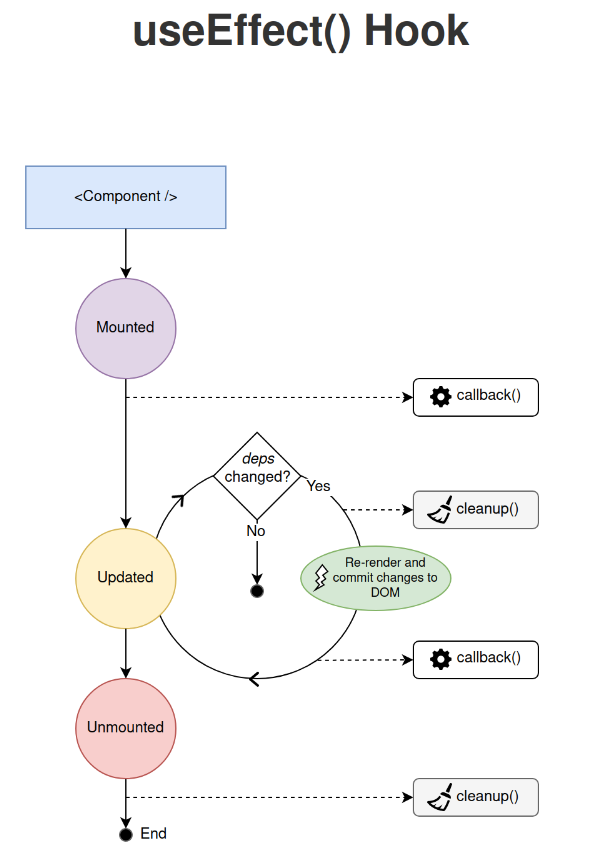 useEffect() Hook
<Component />
Mounted
callback()
deps
changed?
Yes
cleanup()
No
Updated
Re-render and
commit changes to
DOM
callback()
Unmounted
cleanup()
End